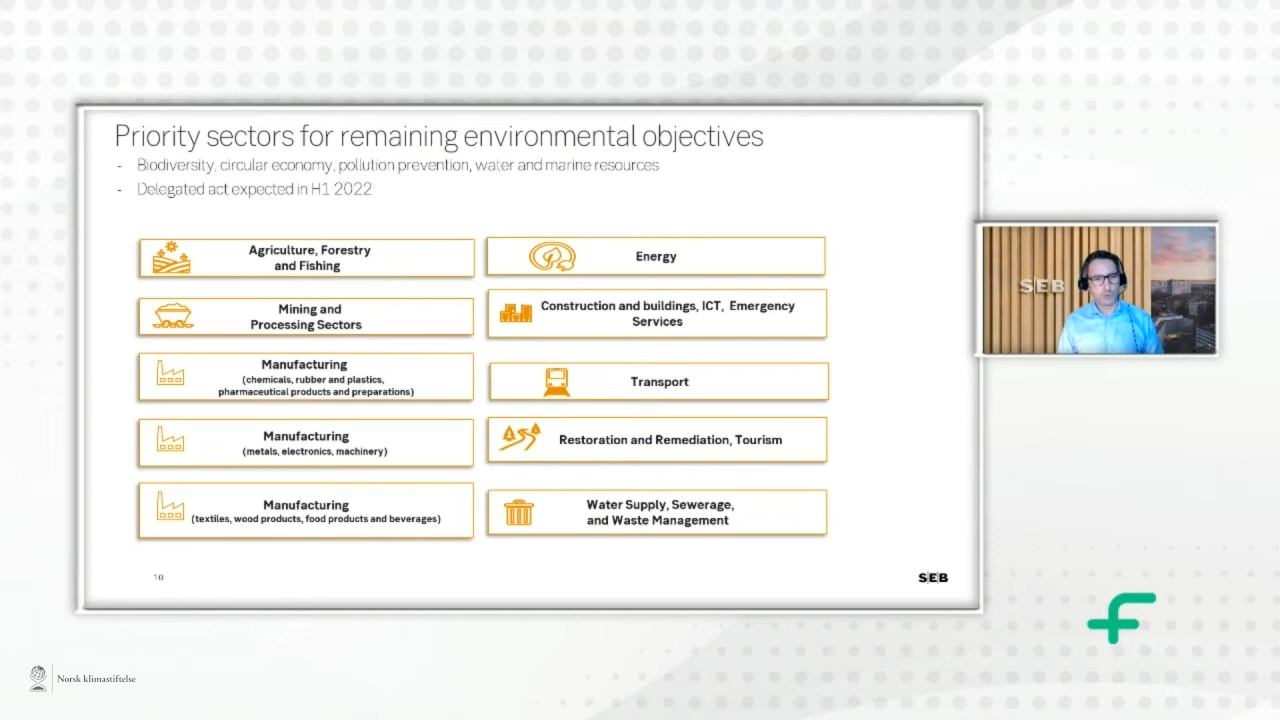 Priority sectors for remaining environmental objectives
- Biodiversity, circular economy, pollution prevention, water and marine resources
- Delegated act expected in H1 2022
Agriculture, Forestry
and Fishing
Energy
Mining and
Processing Sectors
Construction and buildings, ICT, Emergency
Services
Manufacturing
(chemicals, rubber and plastics,
pharmaceutical products and preparations)
Transport
Manufacturing
(metals, electronics, machinery)
Restoration and Remediation, Tourism
Manufacturing
(textiles, wood products, food products and beverages)
Water Supply, Sewerage,
and Waste Management
10
SEB
SEB
Norsk klimastiftelse